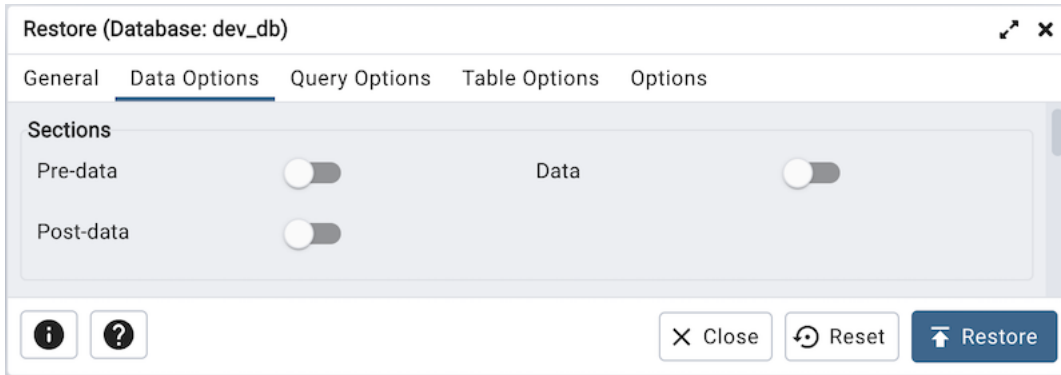 Restore (Database: dev_db)
General Data Options Query Options Table Options Options
Sections
Pre-data Data
Post-data
Close Reset Restore